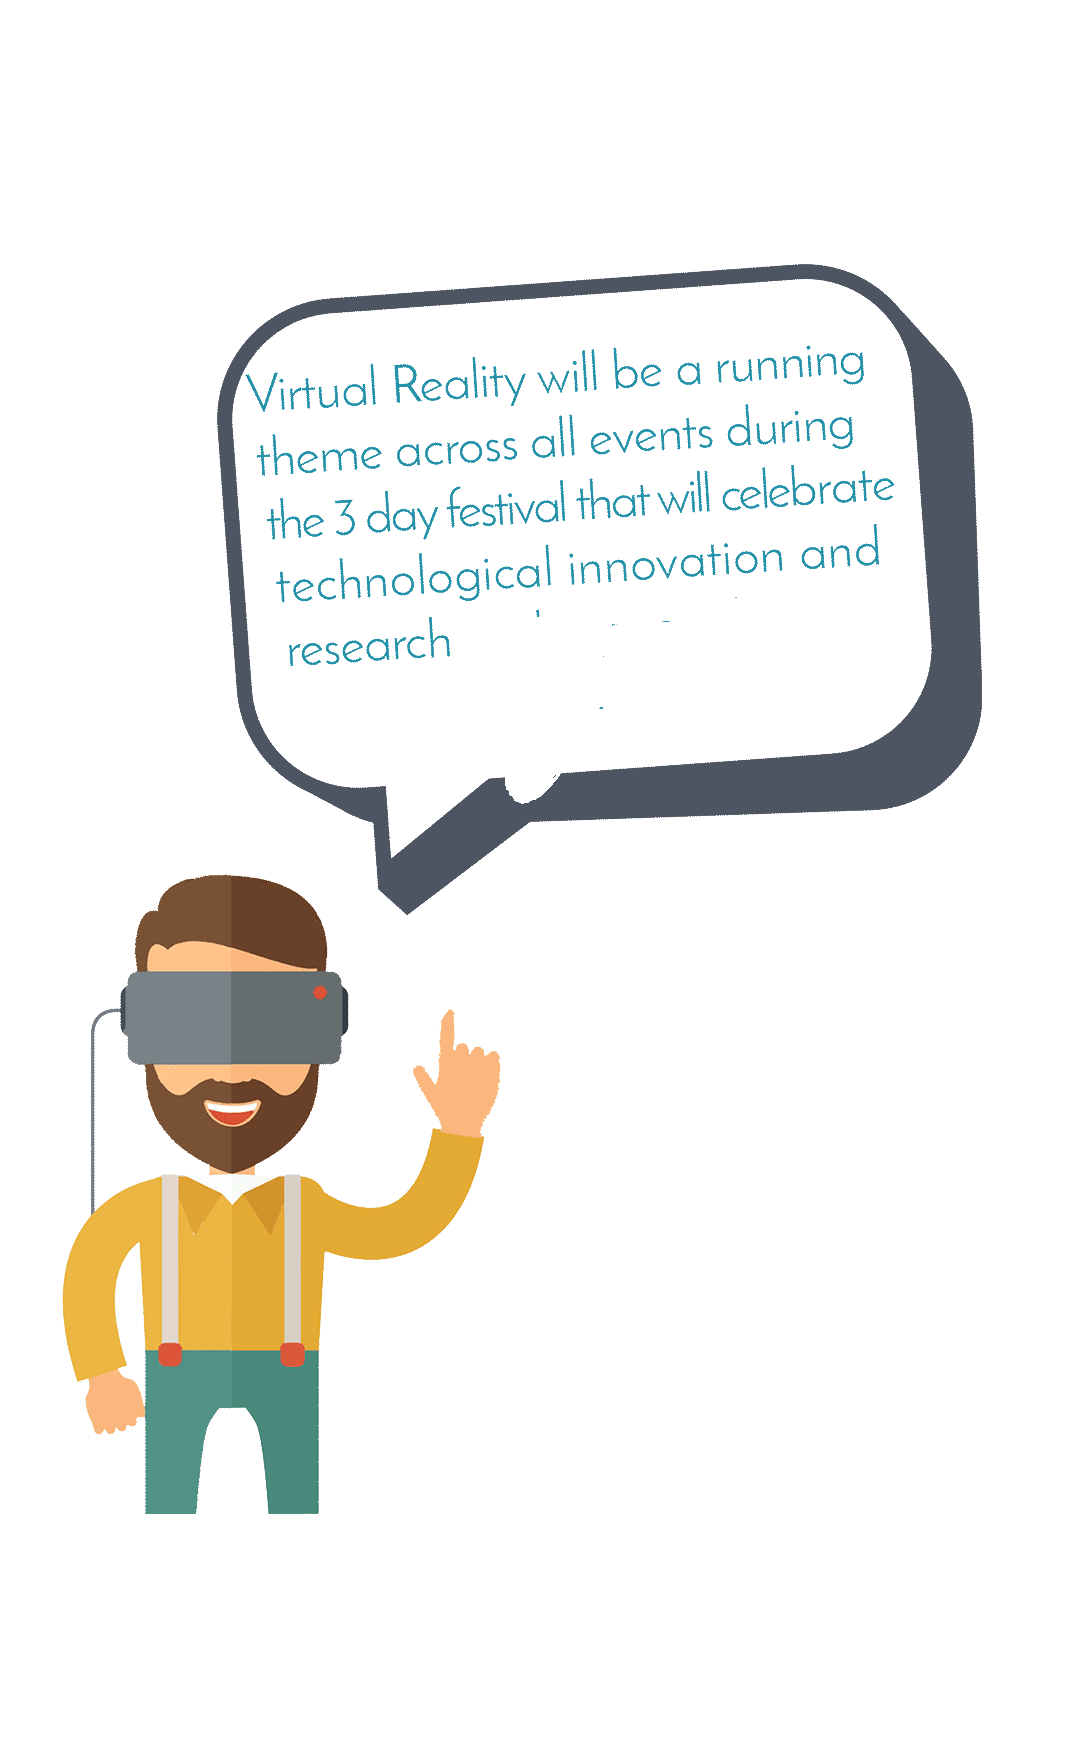 Virtual Reality will be a running
theme across all events during
the 3 day festival that will celebrate
technological innovation and
research